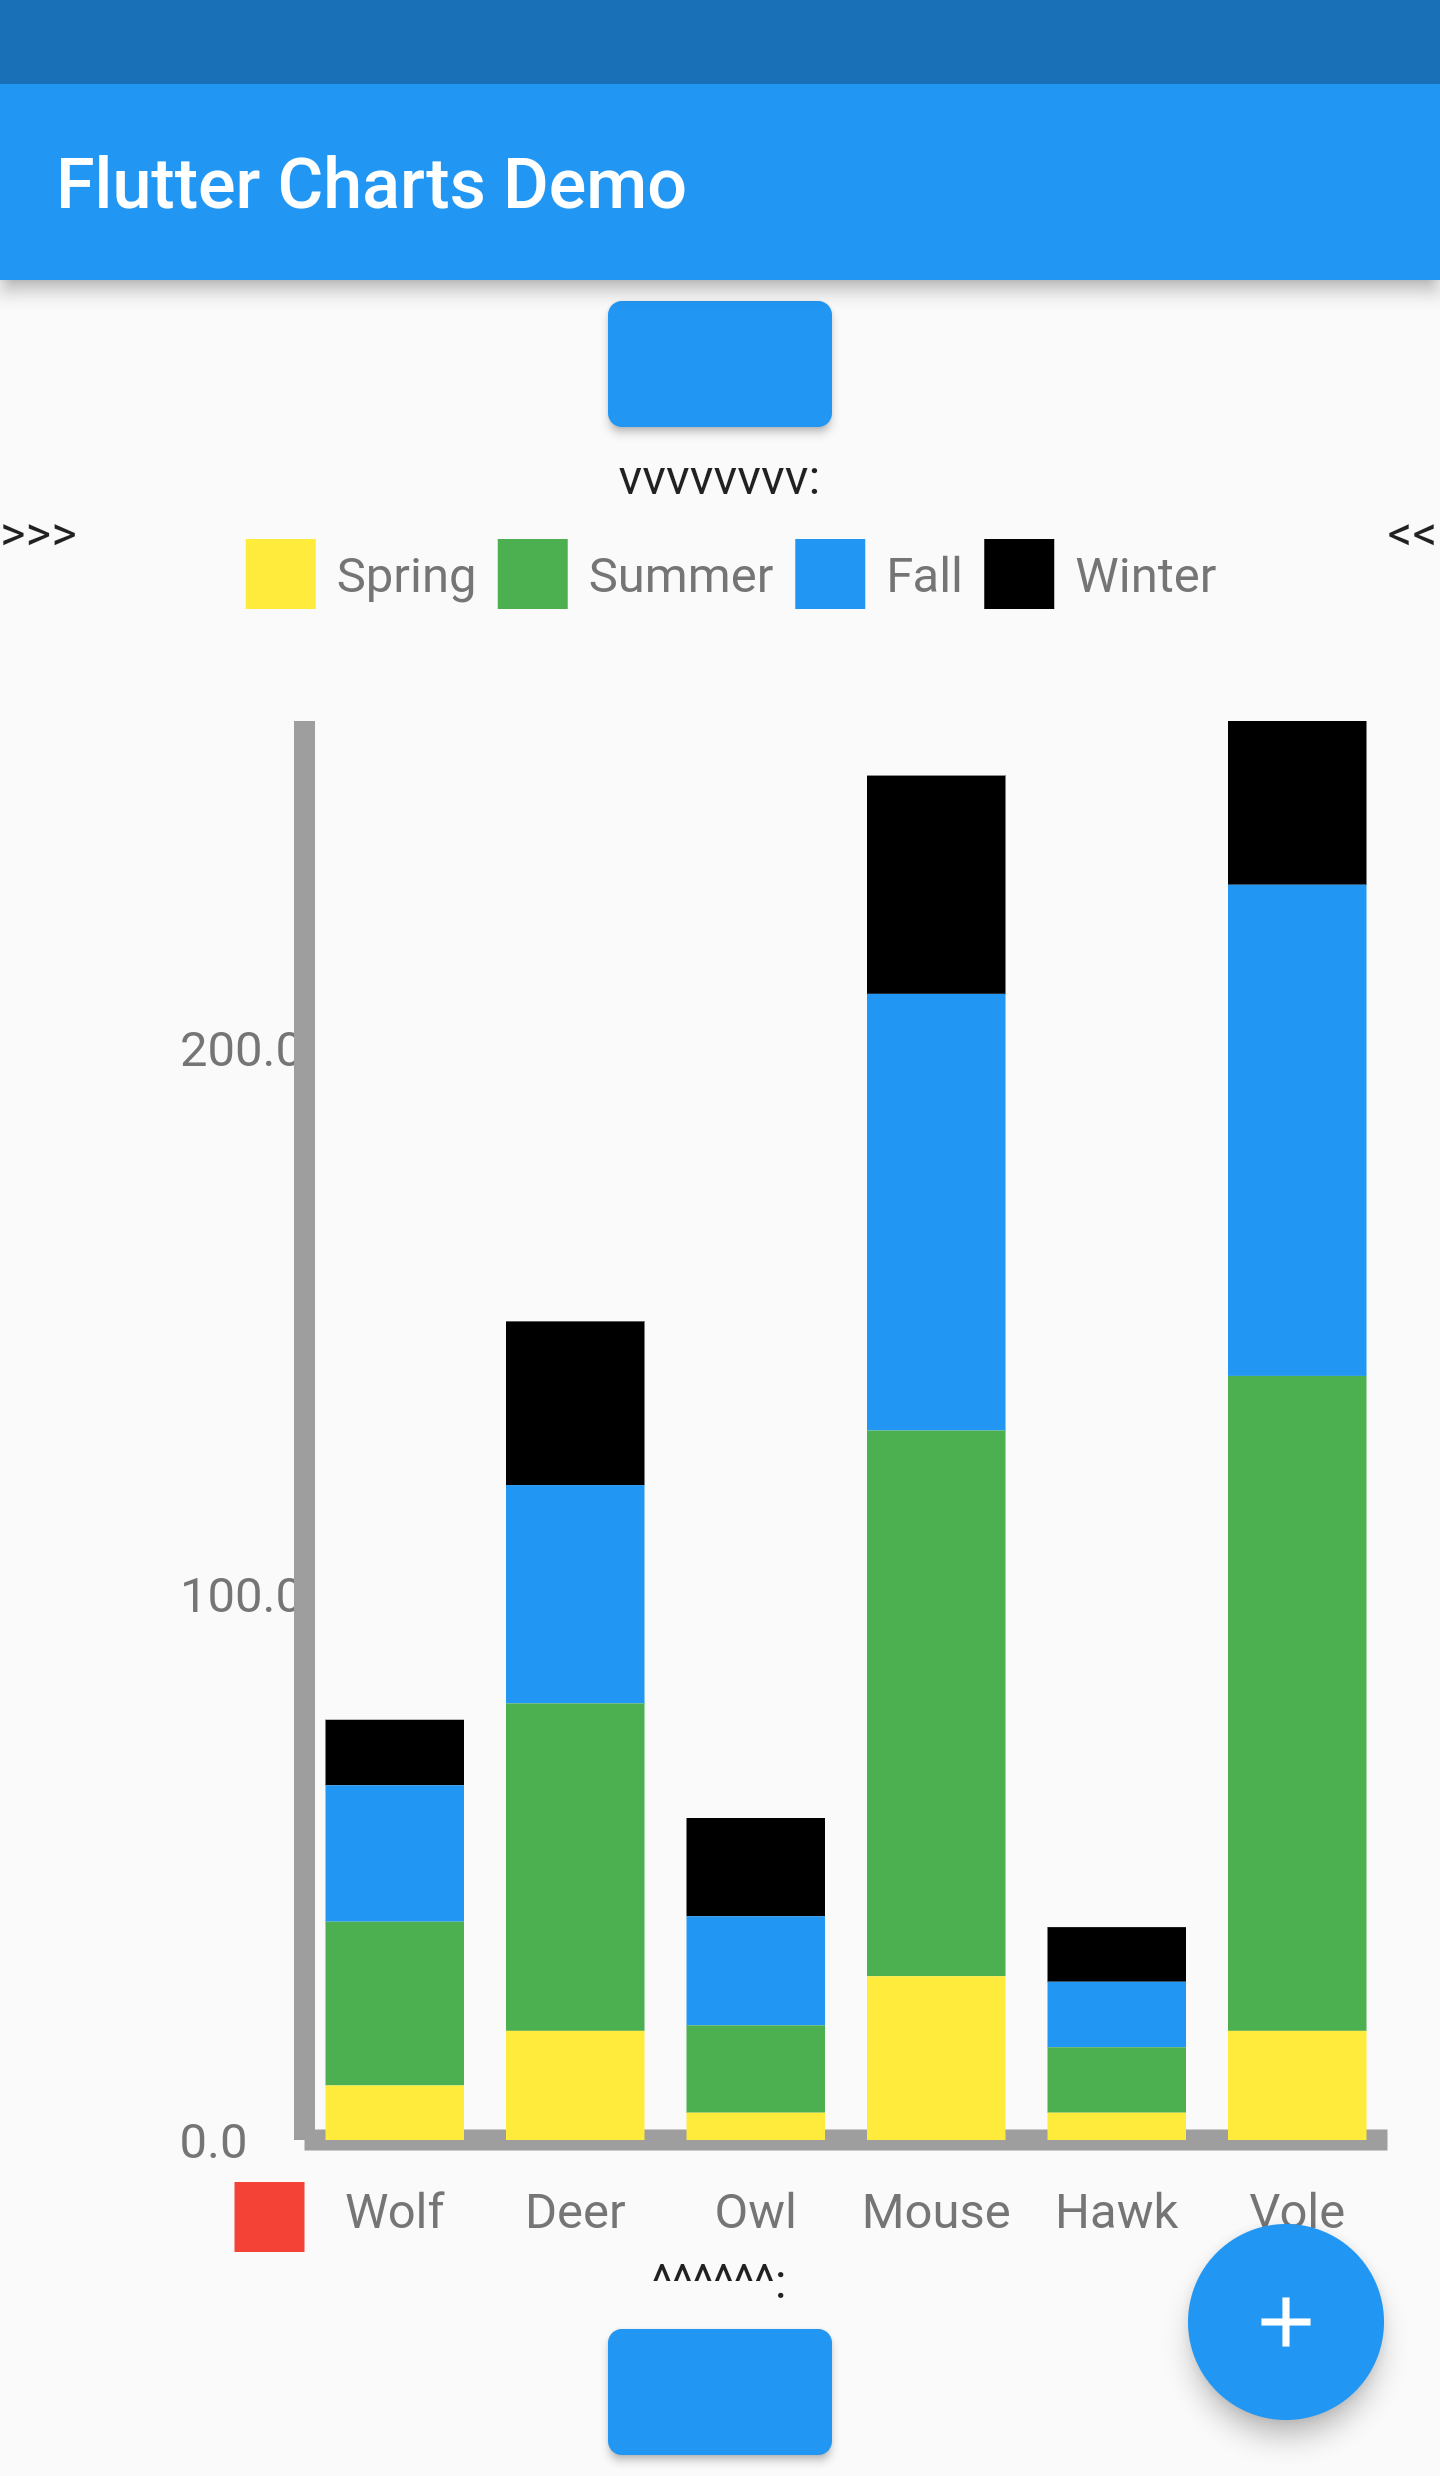 Flutter Charts Demo
vvvvvvvv:
>>> <<
Spring Summer Fall Winter
200.0
100.0
0.0
Wolf Deer Owl Mouse Hawk Vole
^^^^^^:
+